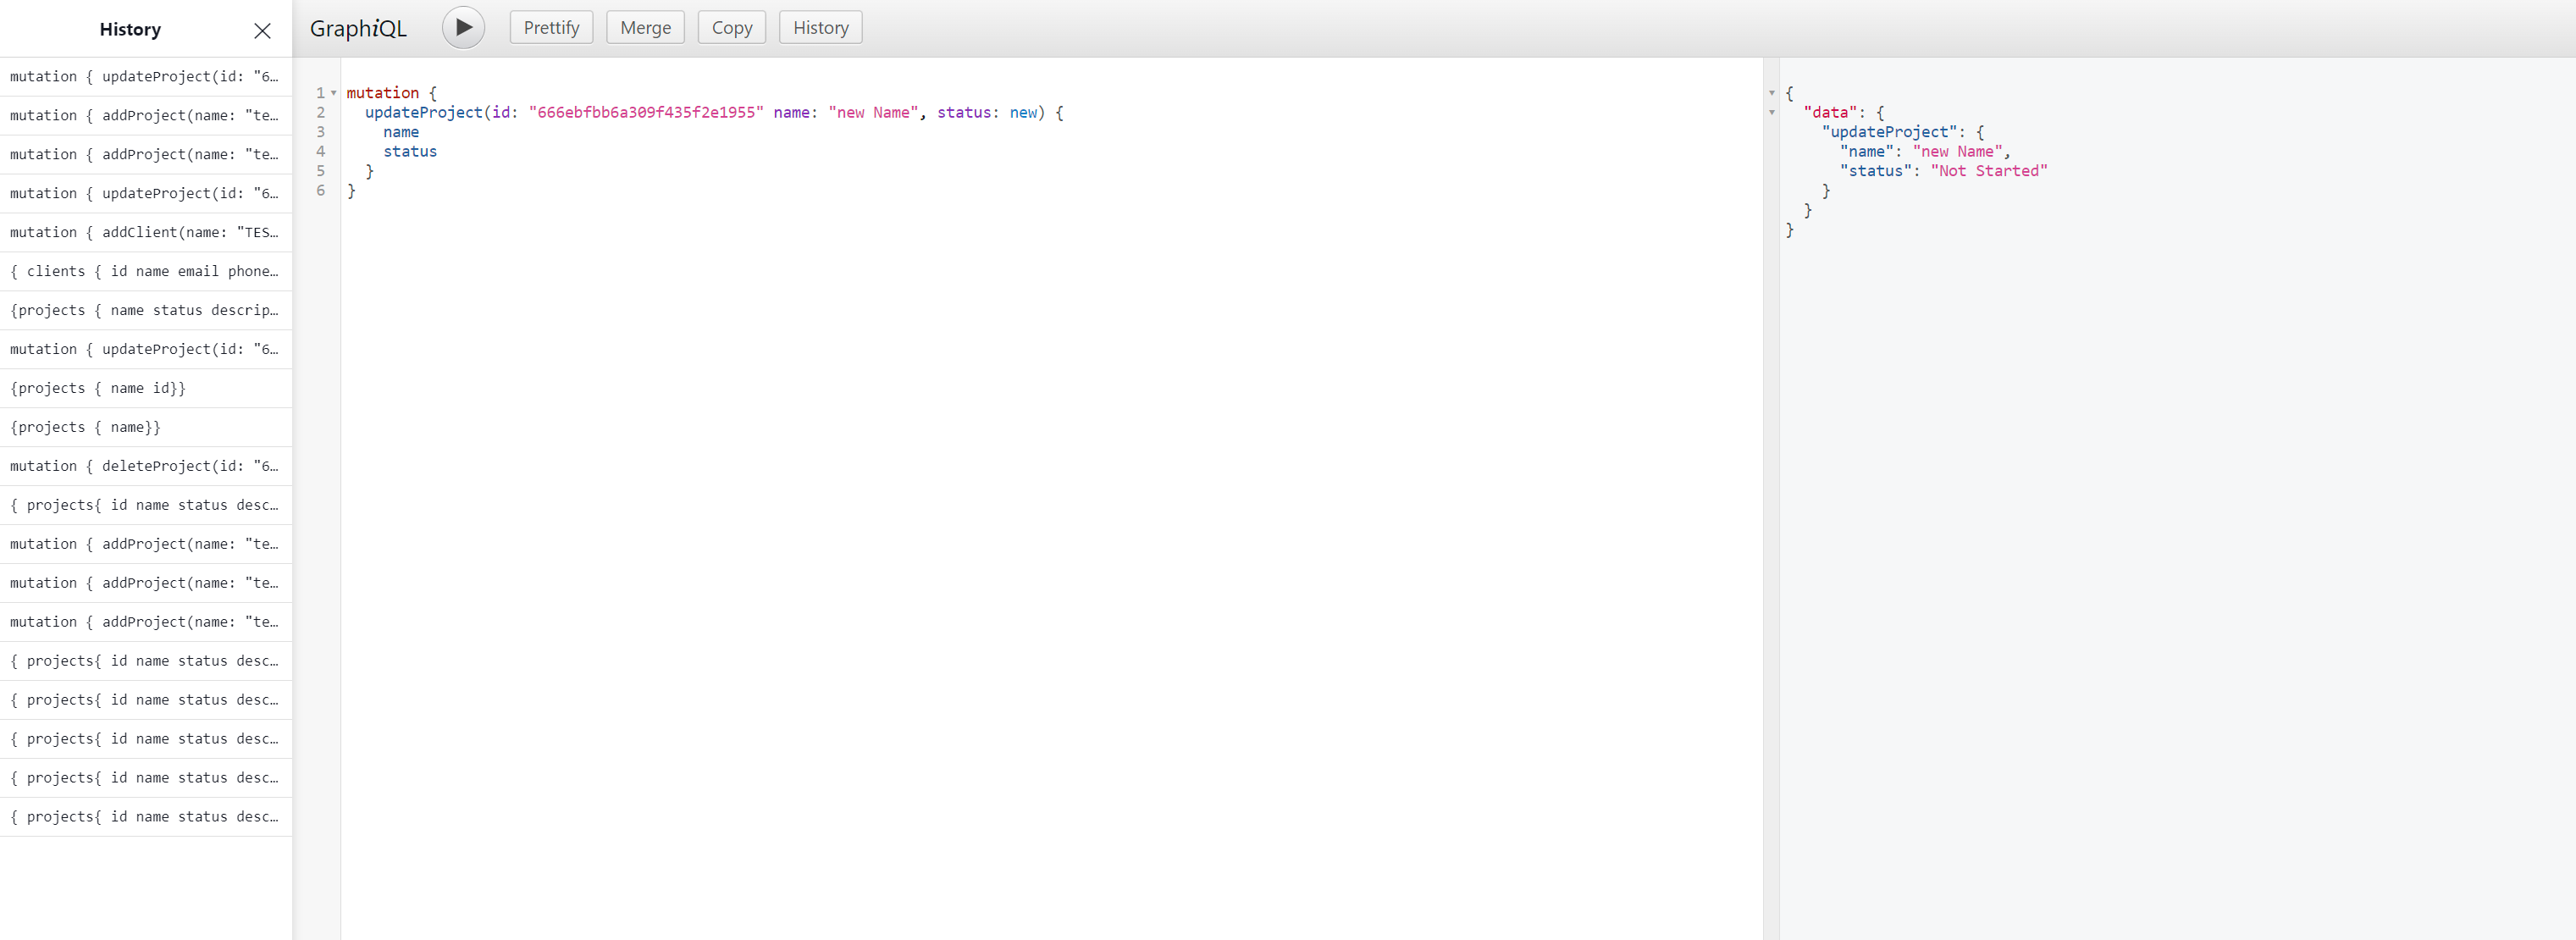 History
mutation { updateProject(id: "6…
mutation { addProject(name: "te…
mutation { addProject(name: "te…
mutation { updateProject(id: "6…
mutation { addClient(name: "TES…
{ clients { id name email phone…
{projects { name status descrip…
mutation { updateProject(id: "6…
{projects { name id}}
{projects { name}}
mutation { deleteProject(id: "6…
{ projects{ id name status desc…
mutation { addProject(name: "te…
mutation { addProject(name: "te…
mutation { addProject(name: "te…
{ projects{ id name status desc…
{ projects{ id name status desc…
{ projects{ id name status desc…
{ projects{ id name status desc…
{ projects{ id name status desc…
GraphiQL Prettify Merge Copy History
1 mutation {
2 updateProject(id: "666ebfbb6a309f435f2e1955" name: "new Name", status: new) {
3 name
4 status
5 }
6 }
{
"data": {
"updateProject": {
"name": "new Name",
"status": "Not Started"
}
}
}